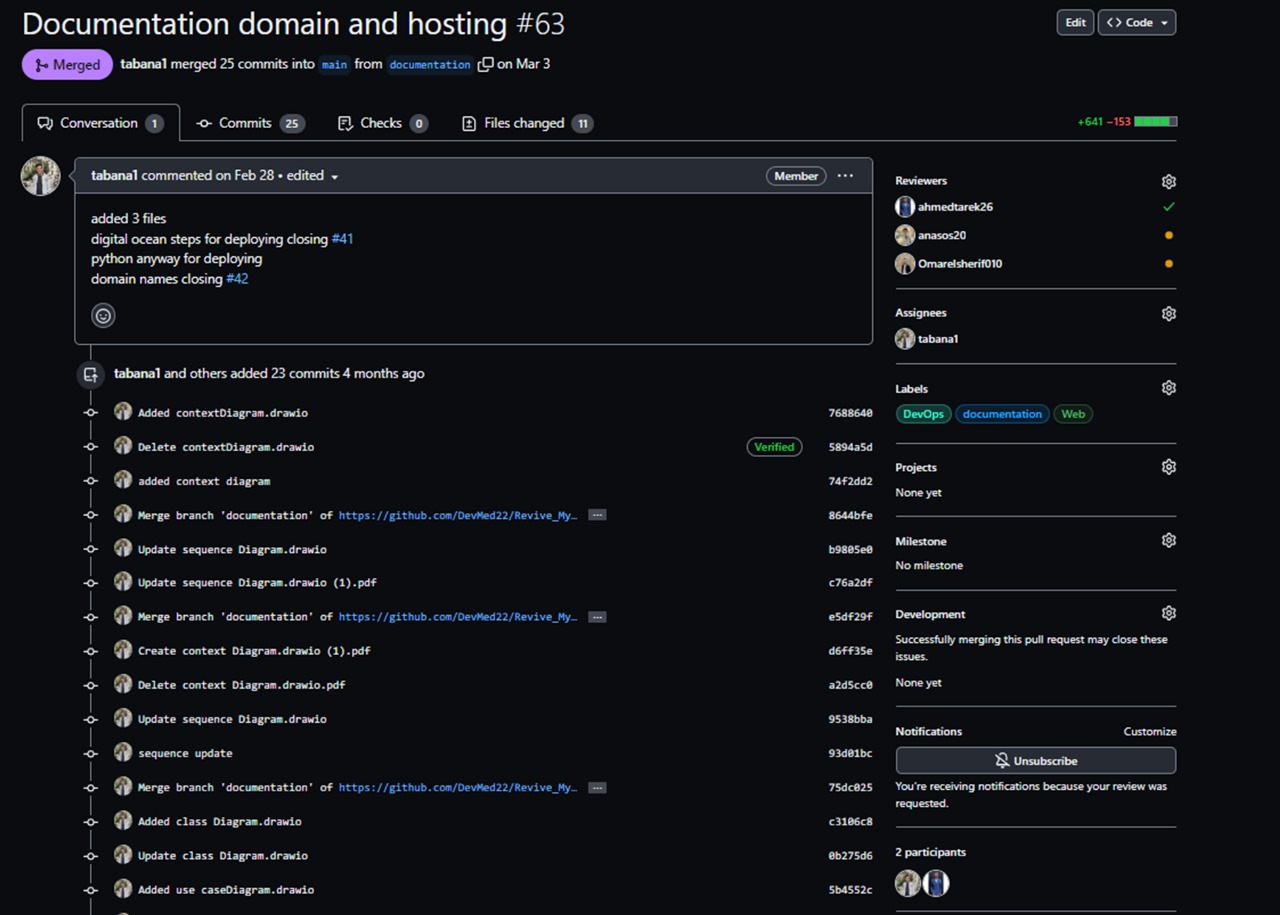 Documentation domain and hosting #63
Edit
Code
Merged
tabana1 merged 25 commits into main from documentation on Mar 3
Conversation 1
Commits 25
Checks 0
Files changed 11
+641 −153
tabana1 commented on Feb 28 • edited
Member
added 3 files
digital ocean steps for deploying closing #41
python anyway for deploying
domain names closing #42
tabana1 and others added 23 commits 4 months ago
Added contextDiagram.drawio 7688640
Delete contextDiagram.drawio Verified 5894a5d
added context diagram 74f2dd2
Merge branch 'documentation' of https://github.com/DevMed22/Revive_My… 8644bfe
Update sequence Diagram.drawio b9805e0
Update sequence Diagram.drawio (1).pdf c76a2df
Merge branch 'documentation' of https://github.com/DevMed22/Revive_My… e5df29f
Create context Diagram.drawio (1).pdf d6ff35e
Delete context Diagram.drawio.pdf a2d5cc0
Update sequence Diagram.drawio 9538bba
sequence update 93d01bc
Merge branch 'documentation' of https://github.com/DevMed22/Revive_My… 75dc025
Added class Diagram.drawio c3106c8
Update class Diagram.drawio 0b275d6
Added use caseDiagram.drawio 5b4552c
Reviewers
ahmedtarek26
anasos20
Omarelsherif010
Assignees
tabana1
Labels
DevOps documentation Web
Projects
None yet
Milestone
No milestone
Development
Successfully merging this pull request may close these
issues.
None yet
Notifications Customize
Unsubscribe
You're receiving notifications because your review was
requested.
2 participants